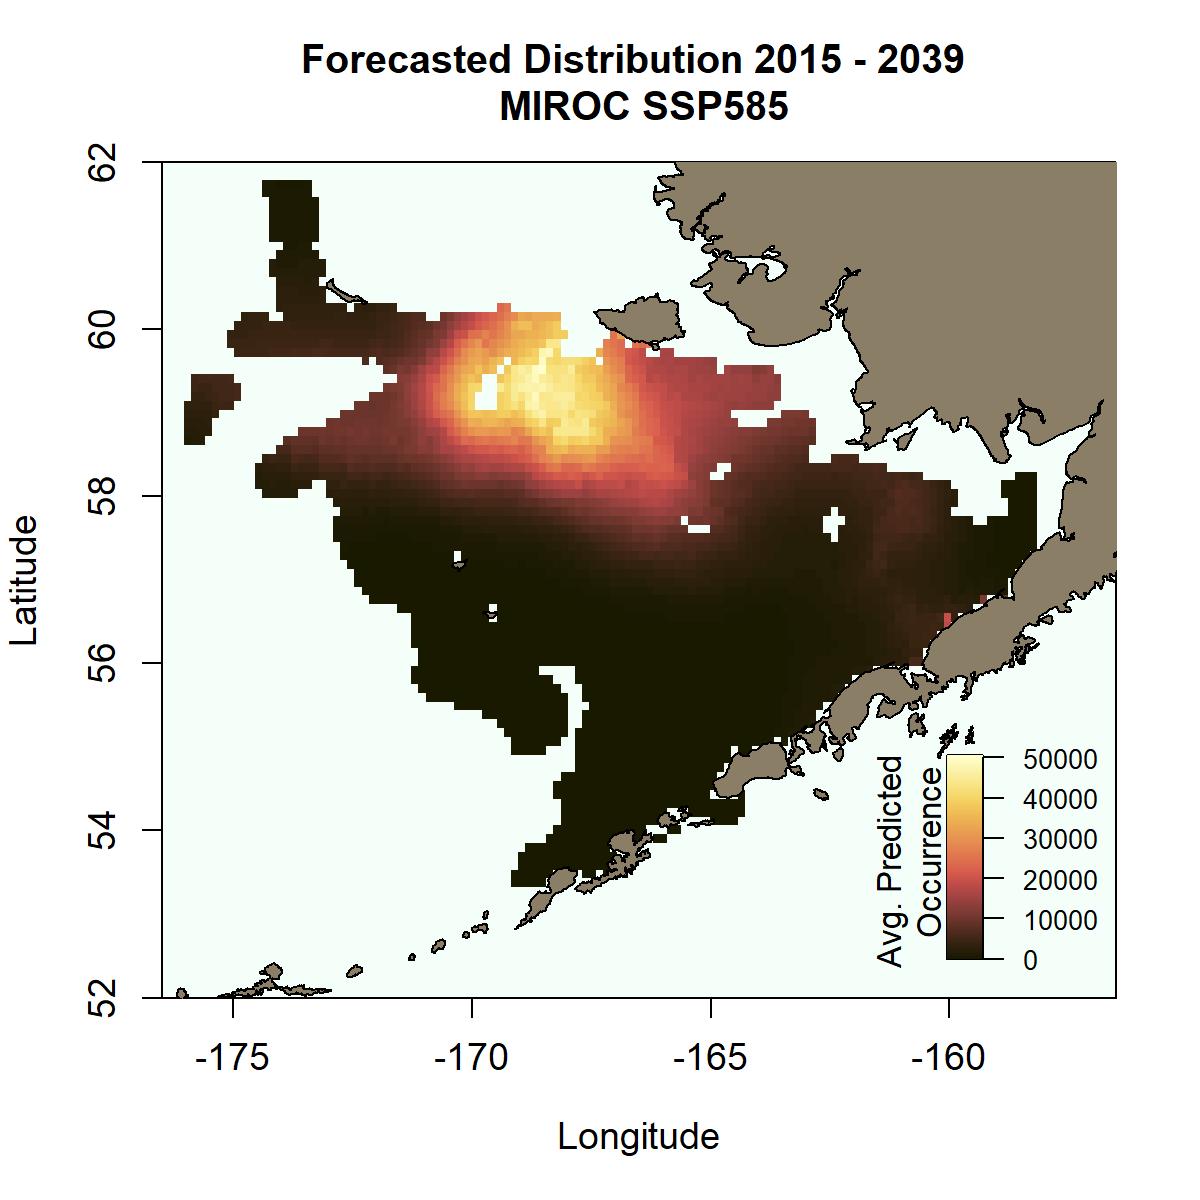 Forecasted Distribution 2015 - 2039
MIROC SSP585
62
60
58
56
54
52
Latitude
-175
-170
-165
-160
Longitude
Avg. Predicted
Occurrence
50000
40000
30000
20000
10000
0